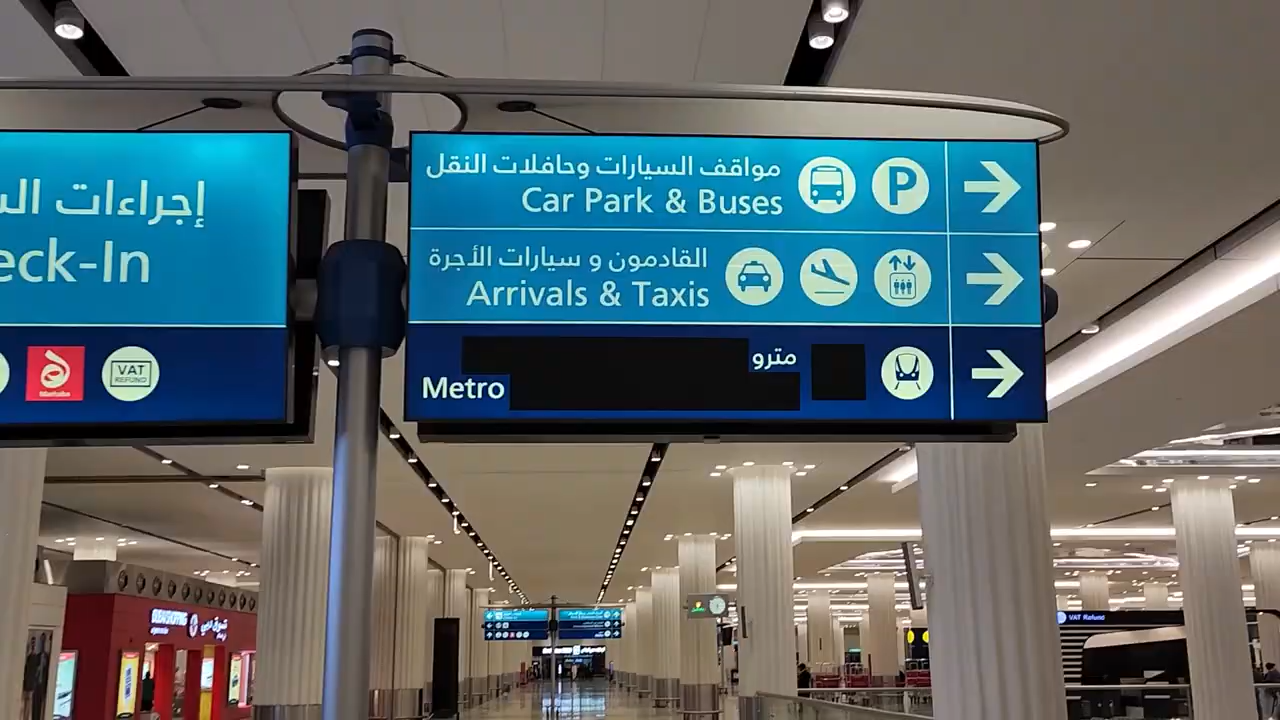 إجراءات
eck-In
VAT
REFUND
مواقف السيارات وحافلات النقل
Car Park & Buses
P
القادمون و سيارات الأجرة
Arrivals & Taxis
مترو
Metro
VAT Refund